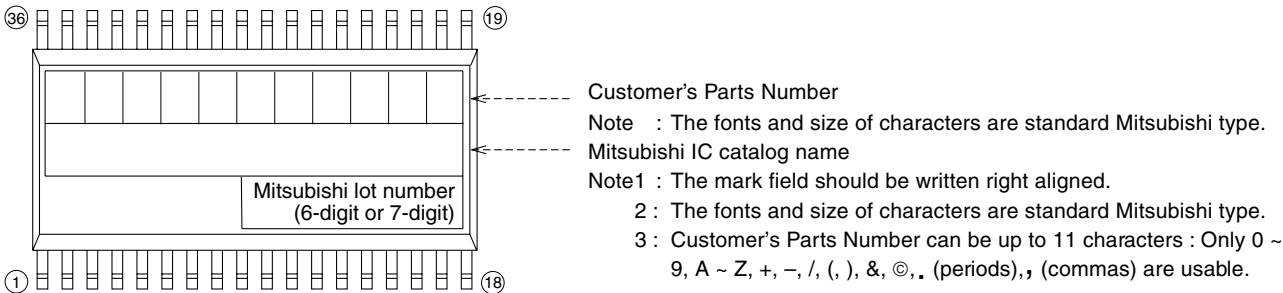 36 19
Customer's Parts Number
Note : The fonts and size of characters are standard Mitsubishi type.
Mitsubishi IC catalog name
Note1 : The mark field should be written right aligned.
2 : The fonts and size of characters are standard Mitsubishi type.
3 : Customer's Parts Number can be up to 11 characters : Only 0 ~
9, A ~ Z, +, –, /, (, ), &, ©, . (periods), , (commas) are usable.
Mitsubishi lot number
(6-digit or 7-digit)
1 18